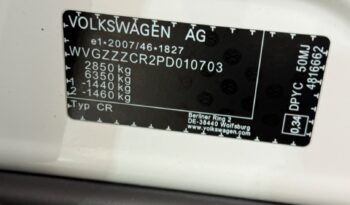 VOLKSWAGEN AG
e1*2007/46*1827
WVGZZZCR2PD010703
2850 kg
6350 kg
1 -1440 kg
2 -1460 kg
Typ CR
Berliner Ring 2
DE-38440 Wolfsburg
www.volkswagen.de
0,34
DPYC 50MJ
4816662